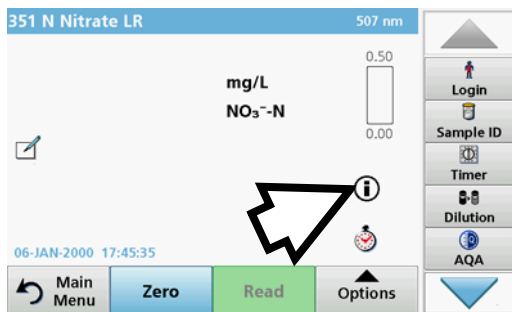 351 N Nitrate LR 507 nm
0.50
mg/L
NO₃⁻-N
0.00
i
06-JAN-2000 17:45:35
Main
Menu
Zero
Read
Options
Login
Sample ID
Timer
Dilution
AQA